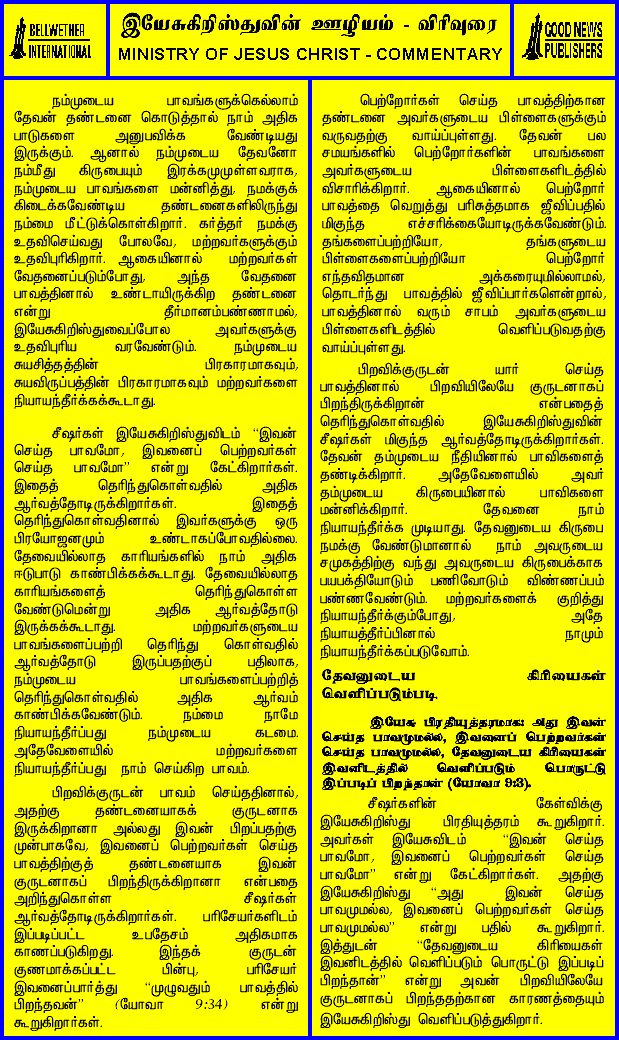 BELLWETHER
INTERNATIONAL
இயேசுகிறிஸ்துவின் ஊழியம் - விரிவுரை
MINISTRY OF JESUS CHRIST - COMMENTARY
GOOD NEWS
PUBLISHERS
நம்முடைய பாவங்களுக்கெல்லாம்
தேவன் தண்டனை கொடுத்தால் நாம் அதிக
பாடுகளை அனுபவிக்க வேண்டியது
இருக்கும். ஆனால் நம்முடைய தேவனோ
நம்மீது கிருபையும் இரக்கமுமுள்ளவராக,
நம்முடைய பாவங்களை மன்னித்து, நமக்குக்
கிடைக்கவேண்டிய தண்டனைகளிலிருந்து
நம்மை மீட்டுக்கொள்கிறார். கர்த்தர் நமக்கு
உதவிசெய்வது போலவே, மற்றவர்களுக்கும்
உதவிபுரிகிறார். ஆகையினால் மற்றவர்கள்
வேதனைப்படும்போது, அந்த வேதனை
பாவத்தினால் உண்டாயிருக்கிற தண்டனை
என்று தீர்மானம்பண்ணாமல்,
இயேசுகிறிஸ்துவைப்போல அவர்களுக்கு
உதவிபுரிய வரவேண்டும். நம்முடைய
சுயசித்தத்தின் பிரகாரமாகவும்,
சுயவிருப்பத்தின் பிரகாரமாகவும் மற்றவர்களை
நியாயந்தீர்க்கக்கூடாது.
சீஷர்கள் இயேசுகிறிஸ்துவிடம் “இவன்
செய்த பாவமோ, இவனைப் பெற்றவர்கள்
செய்த பாவமோ” என்று கேட்கிறார்கள்.
இதைத் தெரிந்துகொள்வதில் அதிக
ஆர்வத்தோடிருக்கிறார்கள். இதைத்
தெரிந்துகொள்வதினால் இவர்களுக்கு ஒரு
பிரயோஜனமும் உண்டாகப்போவதில்லை.
தேவையில்லாத காரியங்களில் நாம் அதிக
ஈடுபாடு காண்பிக்கக்கூடாது. தேவையில்லாத
காரியங்களைத் தெரிந்துகொள்ள
வேண்டுமென்று அதிக ஆர்வத்தோடு
இருக்கக்கூடாது. மற்றவர்களுடைய
பாவங்களைப்பற்றி தெரிந்து கொள்வதில்
ஆர்வத்தோடு இருப்பதற்குப் பதிலாக,
நம்முடைய பாவங்களைப்பற்றித்
தெரிந்துகொள்வதில் அதிக ஆர்வம்
காண்பிக்கவேண்டும். நம்மை நாமே
நியாயந்தீர்ப்பது நம்முடைய கடமை.
அதேவேளையில் மற்றவர்களை
நியாயந்தீர்ப்பது நாம் செய்கிற பாவம்.
பிறவிக்குருடன் பாவம் செய்ததினால்,
அதற்கு தண்டனையாகக் குருடனாக
இருக்கிறானா அல்லது இவன் பிறப்பதற்கு
முன்பாகவே, இவனைப் பெற்றவர்கள் செய்த
பாவத்திற்குத் தண்டனையாக இவன்
குருடனாகப் பிறந்திருக்கிறானா என்பதை
அறிந்துகொள்ள சீஷர்கள்
ஆர்வத்தோடிருக்கிறார்கள். பரிசேயர்களிடம்
இப்படிப்பட்ட உபதேசம் அதிகமாக
காணப்படுகிறது. இந்தக் குருடன்
குணமாக்கப்பட்ட பின்பு, பரிசேயர்
இவனைப்பார்த்து “முழுவதும் பாவத்தில்
பிறந்தவன்” (யோவா 9:34) என்று
கூறுகிறார்கள்.
பெற்றோர்கள் செய்த பாவத்திற்கான
தண்டனை அவர்களுடைய பிள்ளைகளுக்கும்
வருவதற்கு வாய்ப்புள்ளது. தேவன் பல
சமயங்களில் பெற்றோர்களின் பாவங்களை
அவர்களுடைய பிள்ளைகளிடத்தில்
விசாரிக்கிறார். ஆகையினால் பெற்றோர்
பாவத்தை வெறுத்து பரிசுத்தமாக ஜீவிப்பதில்
மிகுந்த எச்சரிக்கையோடிருக்கவேண்டும்.
தங்களைப்பற்றியோ, தங்களுடைய
பிள்ளைகளைப்பற்றியோ பெற்றோர்
எந்தவிதமான அக்கரையுமில்லாமல்,
தொடர்ந்து பாவத்தில் ஜீவிப்பார்களென்றால்,
பாவத்தினால் வரும் சாபம் அவர்களுடைய
பிள்ளைகளிடத்தில் வெளிப்படுவதற்கு
வாய்ப்புள்ளது.
பிறவிக்குருடன் யார் செய்த
பாவத்தினால் பிறவியிலேயே குருடனாகப்
பிறந்திருக்கிறான் என்பதைத்
தெரிந்துகொள்வதில் இயேசுகிறிஸ்துவின்
சீஷர்கள் மிகுந்த ஆர்வத்தோடிருக்கிறார்கள்.
தேவன் தம்முடைய நீதியினால் பாவிகளைத்
தண்டிக்கிறார். அதேவேளையில் அவர்
தம்முடைய கிருபையினால் பாவிகளை
மன்னிக்கிறார். தேவனை நாம்
நியாயந்தீர்க்க முடியாது. தேவனுடைய கிருபை
நமக்கு வேண்டுமானால் நாம் அவருடைய
சமுகத்திற்கு வந்து அவருடைய கிருபைக்காக
பயபக்தியோடும் பணிவோடும் விண்ணப்பம்
பண்ணவேண்டும். மற்றவர்களைக் குறித்து
நியாயந்தீர்க்கும்போது, அதே
நியாயத்தீர்ப்பினால் நாமும்
நியாயந்தீர்க்கப்படுவோம்.
தேவனுடைய கிரியைகள்
வெளிப்படும்படி.
இயேசு பிரதியுத்தரமாக: அது இவன்
செய்த பாவமுமல்ல, இவனைப் பெற்றவர்கள்
செய்த பாவமுமல்ல, தேவனுடைய கிரியைகள்
இவனிடத்தில் வெளிப்படும் பொருட்டு
இப்படிப் பிறந்தான் (யோவா 9:3).
சீஷர்களின் கேள்விக்கு
இயேசுகிறிஸ்து பிரதியுத்தரம் கூறுகிறார்.
அவர்கள் இயேசுவிடம் “இவன் செய்த
பாவமோ, இவனைப் பெற்றவர்கள் செய்த
பாவமோ” என்று கேட்கிறார்கள். அதற்கு
இயேசுகிறிஸ்து “அது இவன் செய்த
பாவமுமல்ல, இவனைப் பெற்றவர்கள் செய்த
பாவமுமல்ல” என்று பதில் கூறுகிறார்.
இத்துடன் “தேவனுடைய கிரியைகள்
இவனிடத்தில் வெளிப்படும் பொருட்டு இப்படிப்
பிறந்தான்” என்று அவன் பிறவியிலேயே
குருடனாகப் பிறந்ததற்கான காரணத்தையும்
இயேசுகிறிஸ்து வெளிப்படுத்துகிறார்.